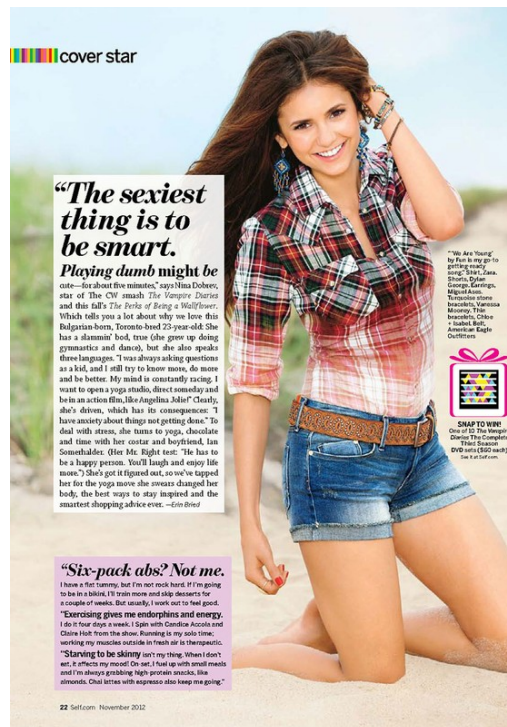 cover star
“The sexiest
thing is to
be smart.
Playing dumb might be
cute—for about five minutes,” says Nina Dobrev,
star of The CW smash The Vampire Diaries
and this fall’s The Perks of Being a Wallflower.
Which tells you a lot about why we love this
Bulgarian-born, Toronto-bred 23-year-old: She
has a slammin’ bod, true (she grew up doing
gymnastics and dance), but she also speaks
three languages. “I was always asking questions
as a kid, and I still try to know more, do more
and be better. My mind is constantly racing. I
want to open a yoga studio, direct someday and
be in an action film, like Angelina Jolie!” Clearly,
she’s driven, which has its consequences: “I
have anxiety about things not getting done.” To
deal with stress, she turns to yoga, chocolate
and time with her costar and boyfriend, Ian
Somerhalder. (Her Mr. Right test: “He has to
be a happy person. You’ll laugh and enjoy life
more.”) She’s got it figured out, so we’ve tapped
her for the yoga move she swears changed her
body, the best ways to stay inspired and the
smartest shopping advice ever. —Erin Bried
“‘We Are Young’
by Fun is my go-to
getting-ready
song.” Shirt, Zara.
Shorts, Dylan
George. Earrings,
Miguel Ases.
Turquoise stone
bracelets, Vanessa
Mooney. Thin
bracelets, Chloe
+ Isabel. Belt,
American Eagle
Outfitters
SNAP TO WIN!
One of 10 The Vampire
Diaries The Complete
Third Season
DVD sets ($60 each)
See it at Self.com
“Six-pack abs? Not me.
I have a flat tummy, but I’m not rock hard. If I’m going
to be in a bikini, I’ll train more and skip desserts for
a couple of weeks. But usually, I work out to feel good.
“Exercising gives me endorphins and energy.
I do it four days a week. I Spin with Candice Accola and
Claire Holt from the show. Running is my solo time;
working my muscles outside in fresh air is therapeutic.
“Starving to be skinny isn’t my thing. When I don’t
eat, it affects my mood! On set, I fuel up with small meals
and I’m always grabbing high-protein snacks, like
almonds. Chai lattes with espresso also keep me going.”
22 Self.com November 2012